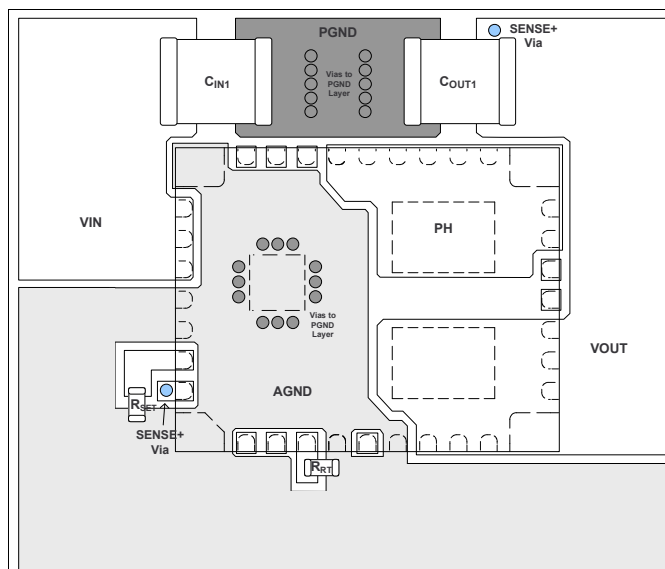 PGND
SENSE+
Via
CIN1
COUT1
Vias to
PGND
Layer
VIN
PH
Vias to
PGND
Layer
VOUT
AGND
RSET
SENSE+
Via
RRT